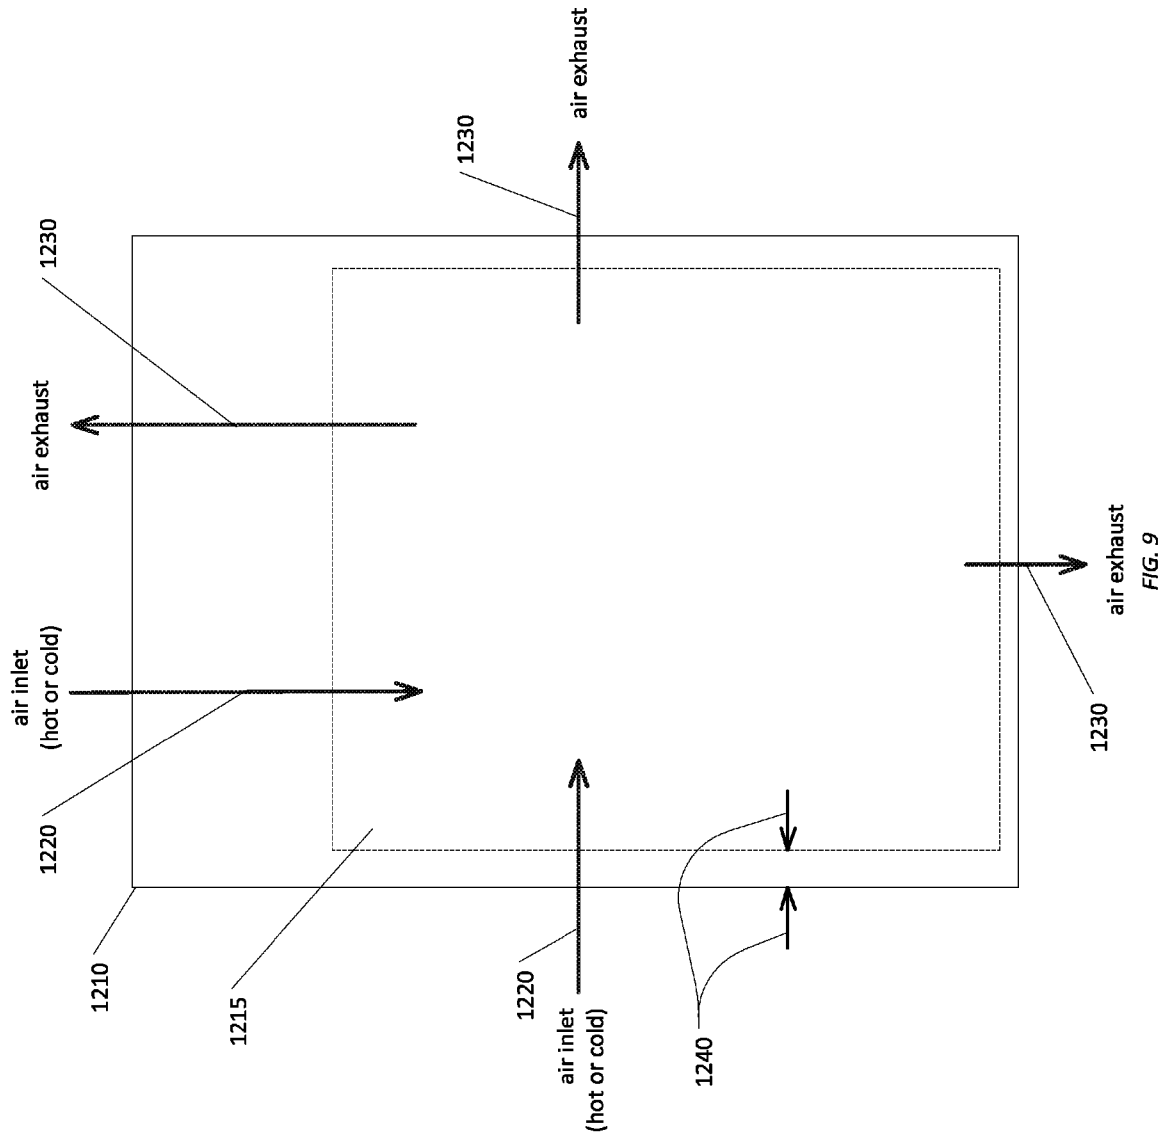 air inlet
(hot or cold)
air exhaust
1220
1230
1210
1215
1230
1220
air inlet
(hot or cold)
air exhaust
1240
1230
air exhaust
FIG. 9